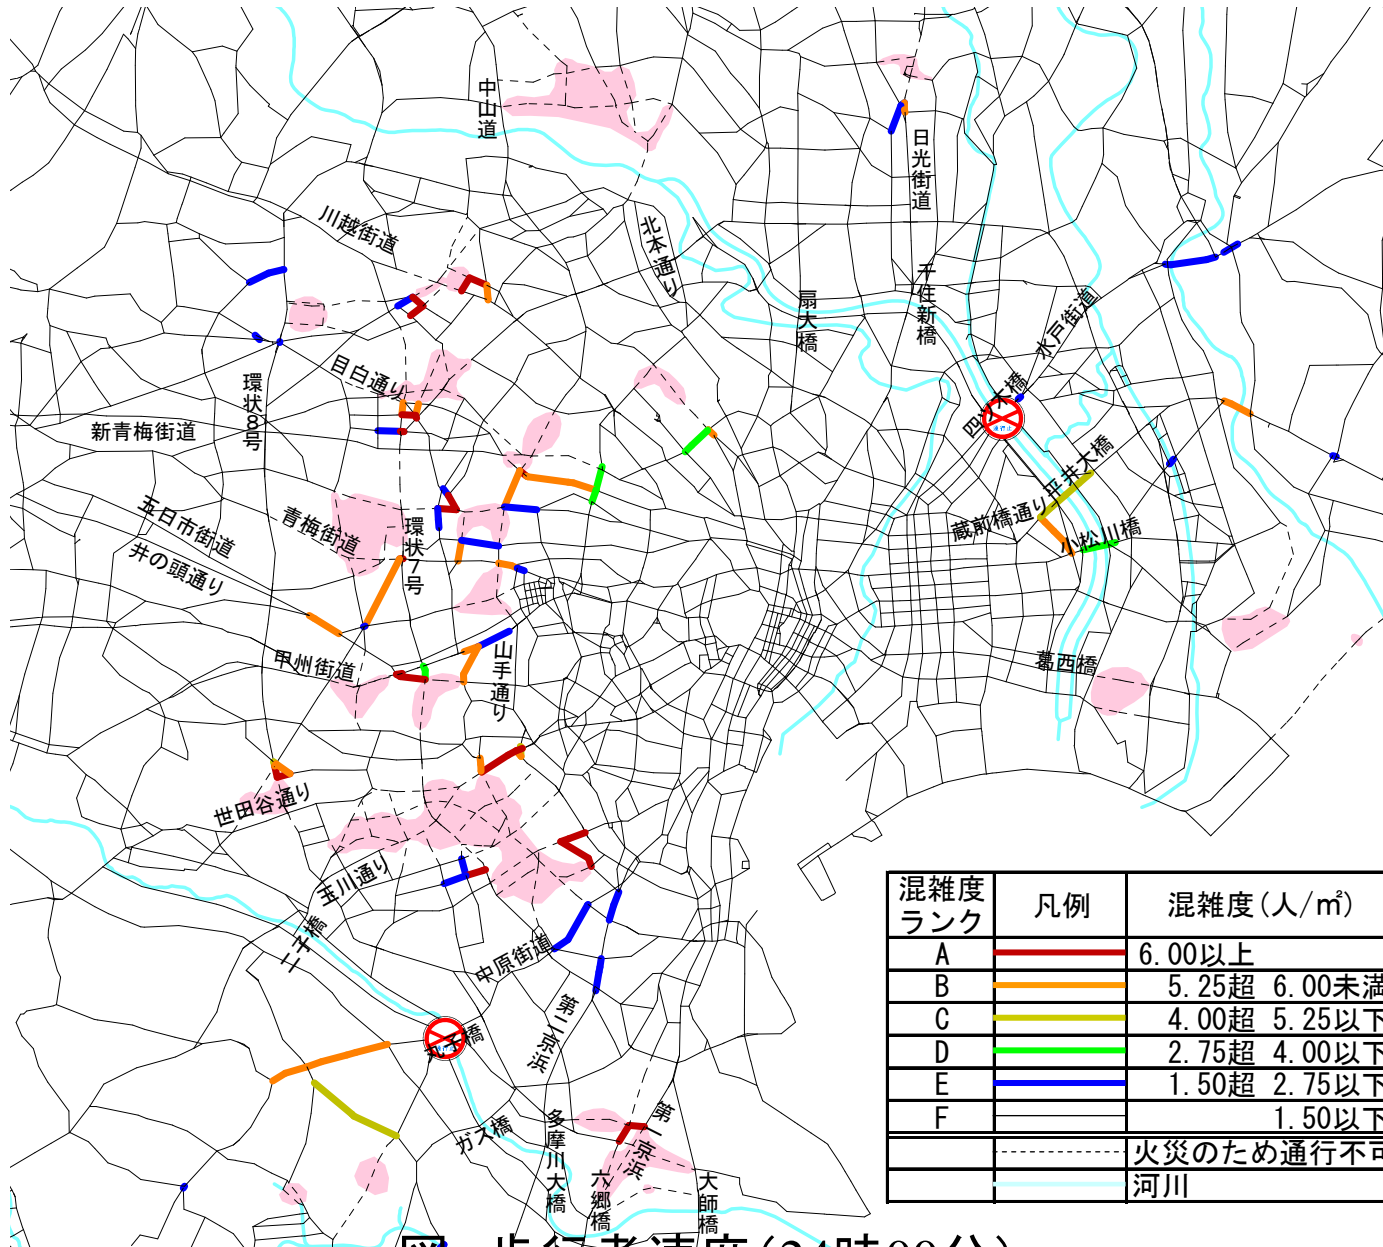 中山道
日光街道
川越街道
北本通り
千住新橋
扇大橋
水戸街道
目白通り
四ツ木橋
環状8号
新青梅街道
平井大橋
五日市街道
青梅街道
環状7号
蔵前橋通り
小松川橋
井の頭通り
甲州街道
山手通り
葛西橋
世田谷通り
玉川通り
二子橋
中原街道
第二京浜
丸子橋
ガス橋
多摩川大橋
第一京浜
六郷橋
大師橋
混雑度ランク 凡例 混雑度(人/㎡)
A 6.00以上
B 5.25超 6.00未満
C 4.00超 5.25以下
D 2.75超 4.00以下
E 1.50超 2.75以下
F 1.50以下
火災のため通行不可
河川